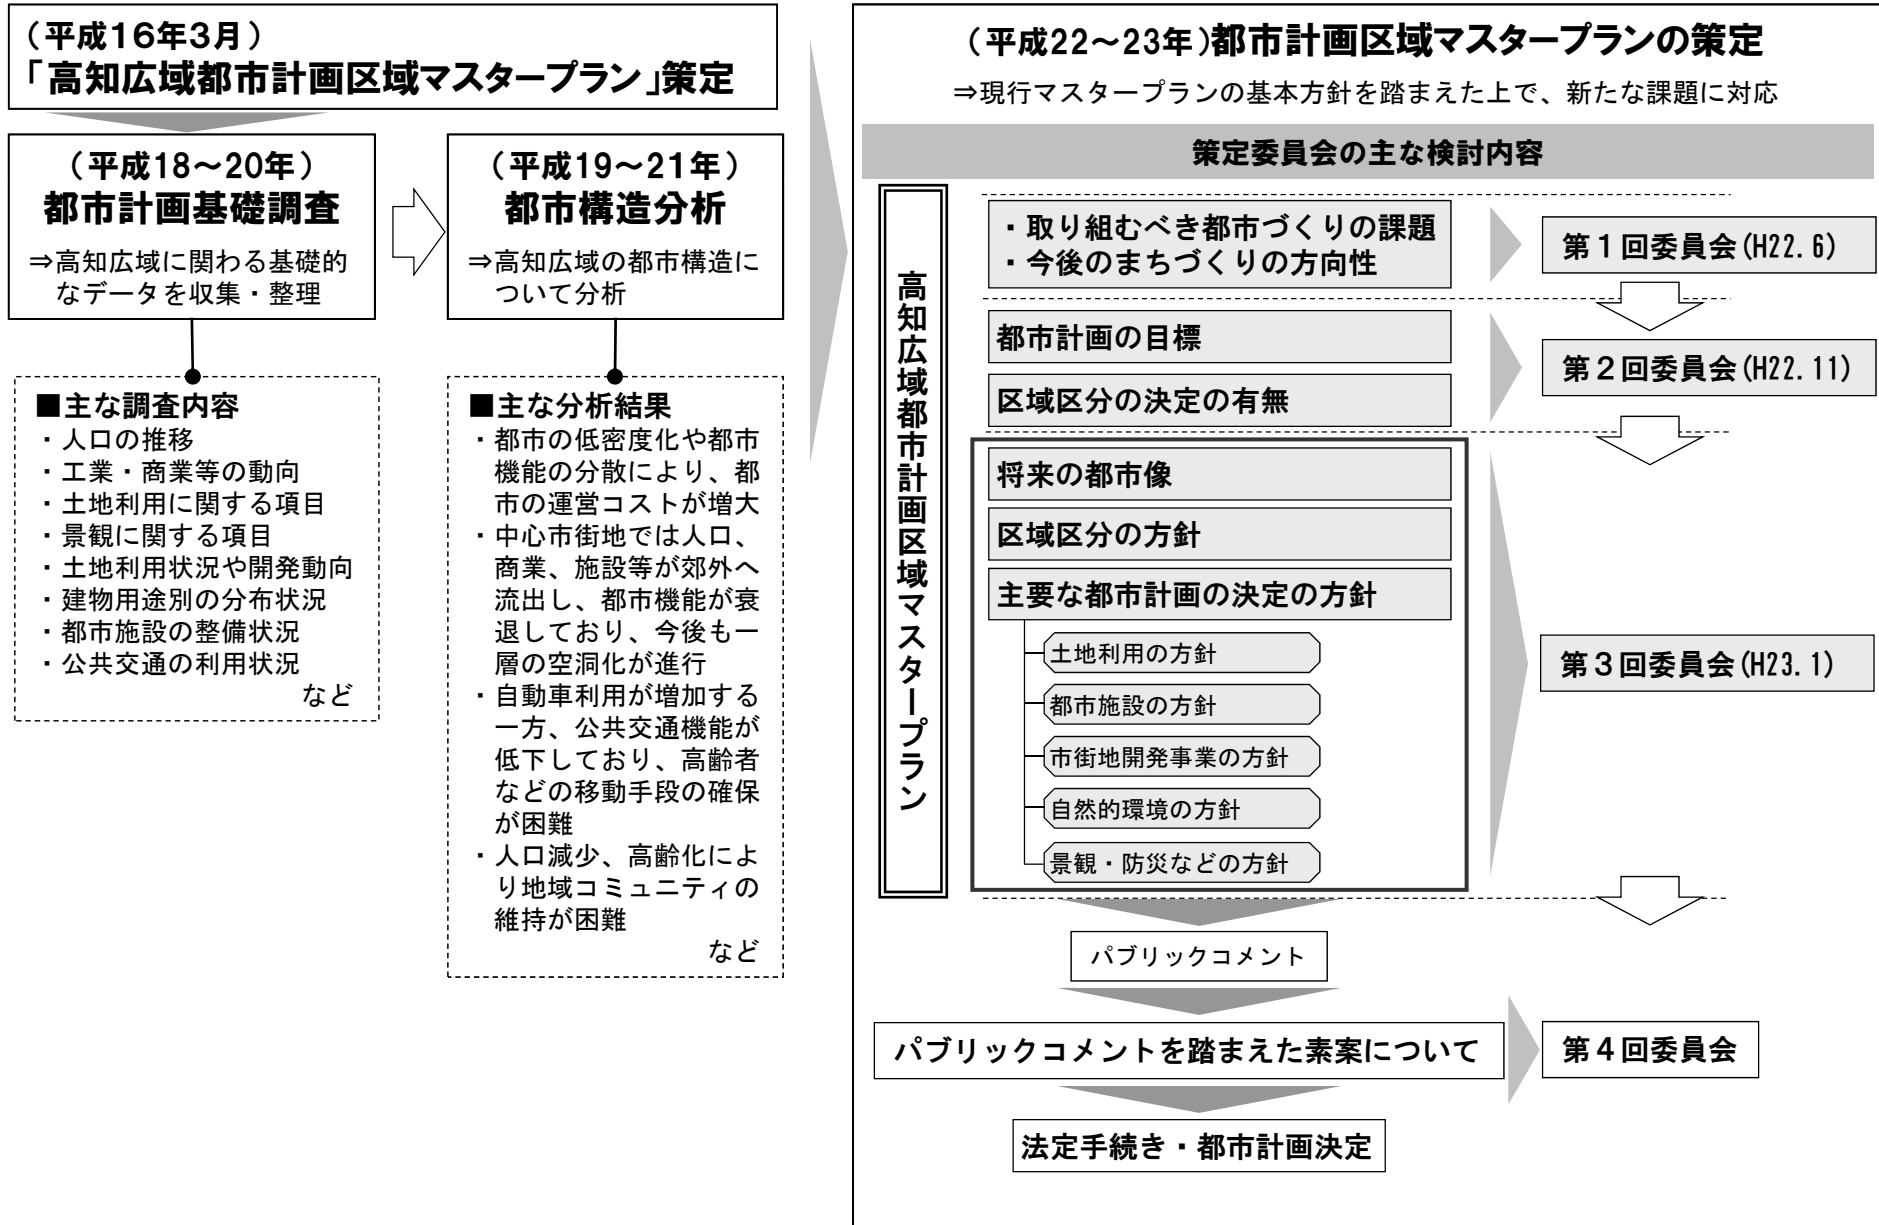 （平成１６年３月）
「高知広域都市計画区域マスタープラン」策定
（平成18～20年）
都市計画基礎調査
⇒高知広域に関わる基礎的
なデータを収集・整理
■主な調査内容
・人口の推移
・工業・商業等の動向
・土地利用に関する項目
・景観に関する項目
・土地利用状況や開発動向
・建物用途別の分布状況
・都市施設の整備状況
・公共交通の利用状況
など
（平成19～21年）
都市構造分析
⇒高知広域の都市構造に
ついて分析
■主な分析結果
・都市の低密度化や都市
機能の分散により、都
市の運営コストが増大
・中心市街地では人口、
商業、施設等が郊外へ
流出し、都市機能が衰
退しており、今後も一
層の空洞化が進行
・自動車利用が増加する
一方、公共交通機能が
低下しており、高齢者
などの移動手段の確保
が困難
・人口減少、高齢化によ
り地域コミュニティの
維持が困難
など
（平成22～23年）都市計画区域マスタープランの策定
⇒現行マスタープランの基本方針を踏まえた上で、新たな課題に対応
策定委員会の主な検討内容
高知広域都市計画区域マスタープラン
・取り組むべき都市づくりの課題
・今後のまちづくりの方向性
第１回委員会(H22.6)
都市計画の目標
区域区分の決定の有無
第２回委員会(H22.11)
将来の都市像
区域区分の方針
主要な都市計画の決定の方針
土地利用の方針
都市施設の方針
市街地開発事業の方針
自然的環境の方針
景観・防災などの方針
第３回委員会(H23.1)
パブリックコメント
パブリックコメントを踏まえた素案について
第４回委員会
法定手続き・都市計画決定